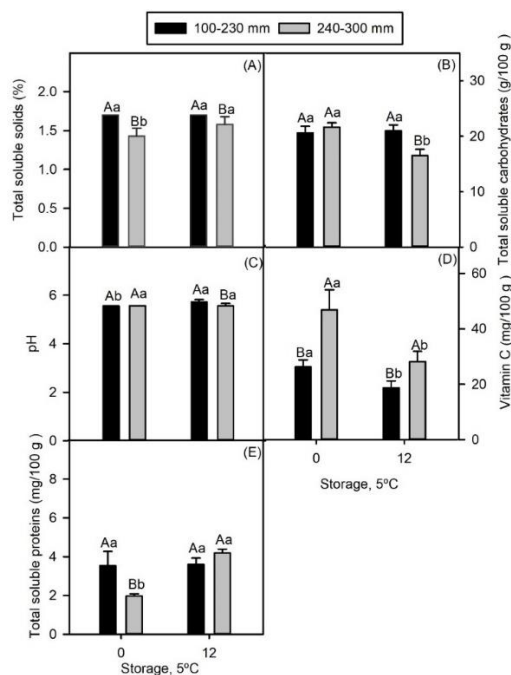 100-230 mm 240-300 mm
(A)
Total soluble solids (%)
2.0
1.5
1.0
0.5
0.0
Aa Bb Aa Ba
(B)
Total soluble carbohydrates (g/100 g)
30
20
10
0
Aa Aa Aa Bb
(C)
pH
6
4
2
0
Ab Aa Aa Ba
(D)
Vitamin C (mg/100 g)
60
40
20
0
Ba Aa Bb Ab
0 12
Storage, 5ºC
(E)
Total soluble proteins (mg/100 g )
8
6
4
2
0
Aa Bb Aa Aa
0 12
Storage, 5ºC